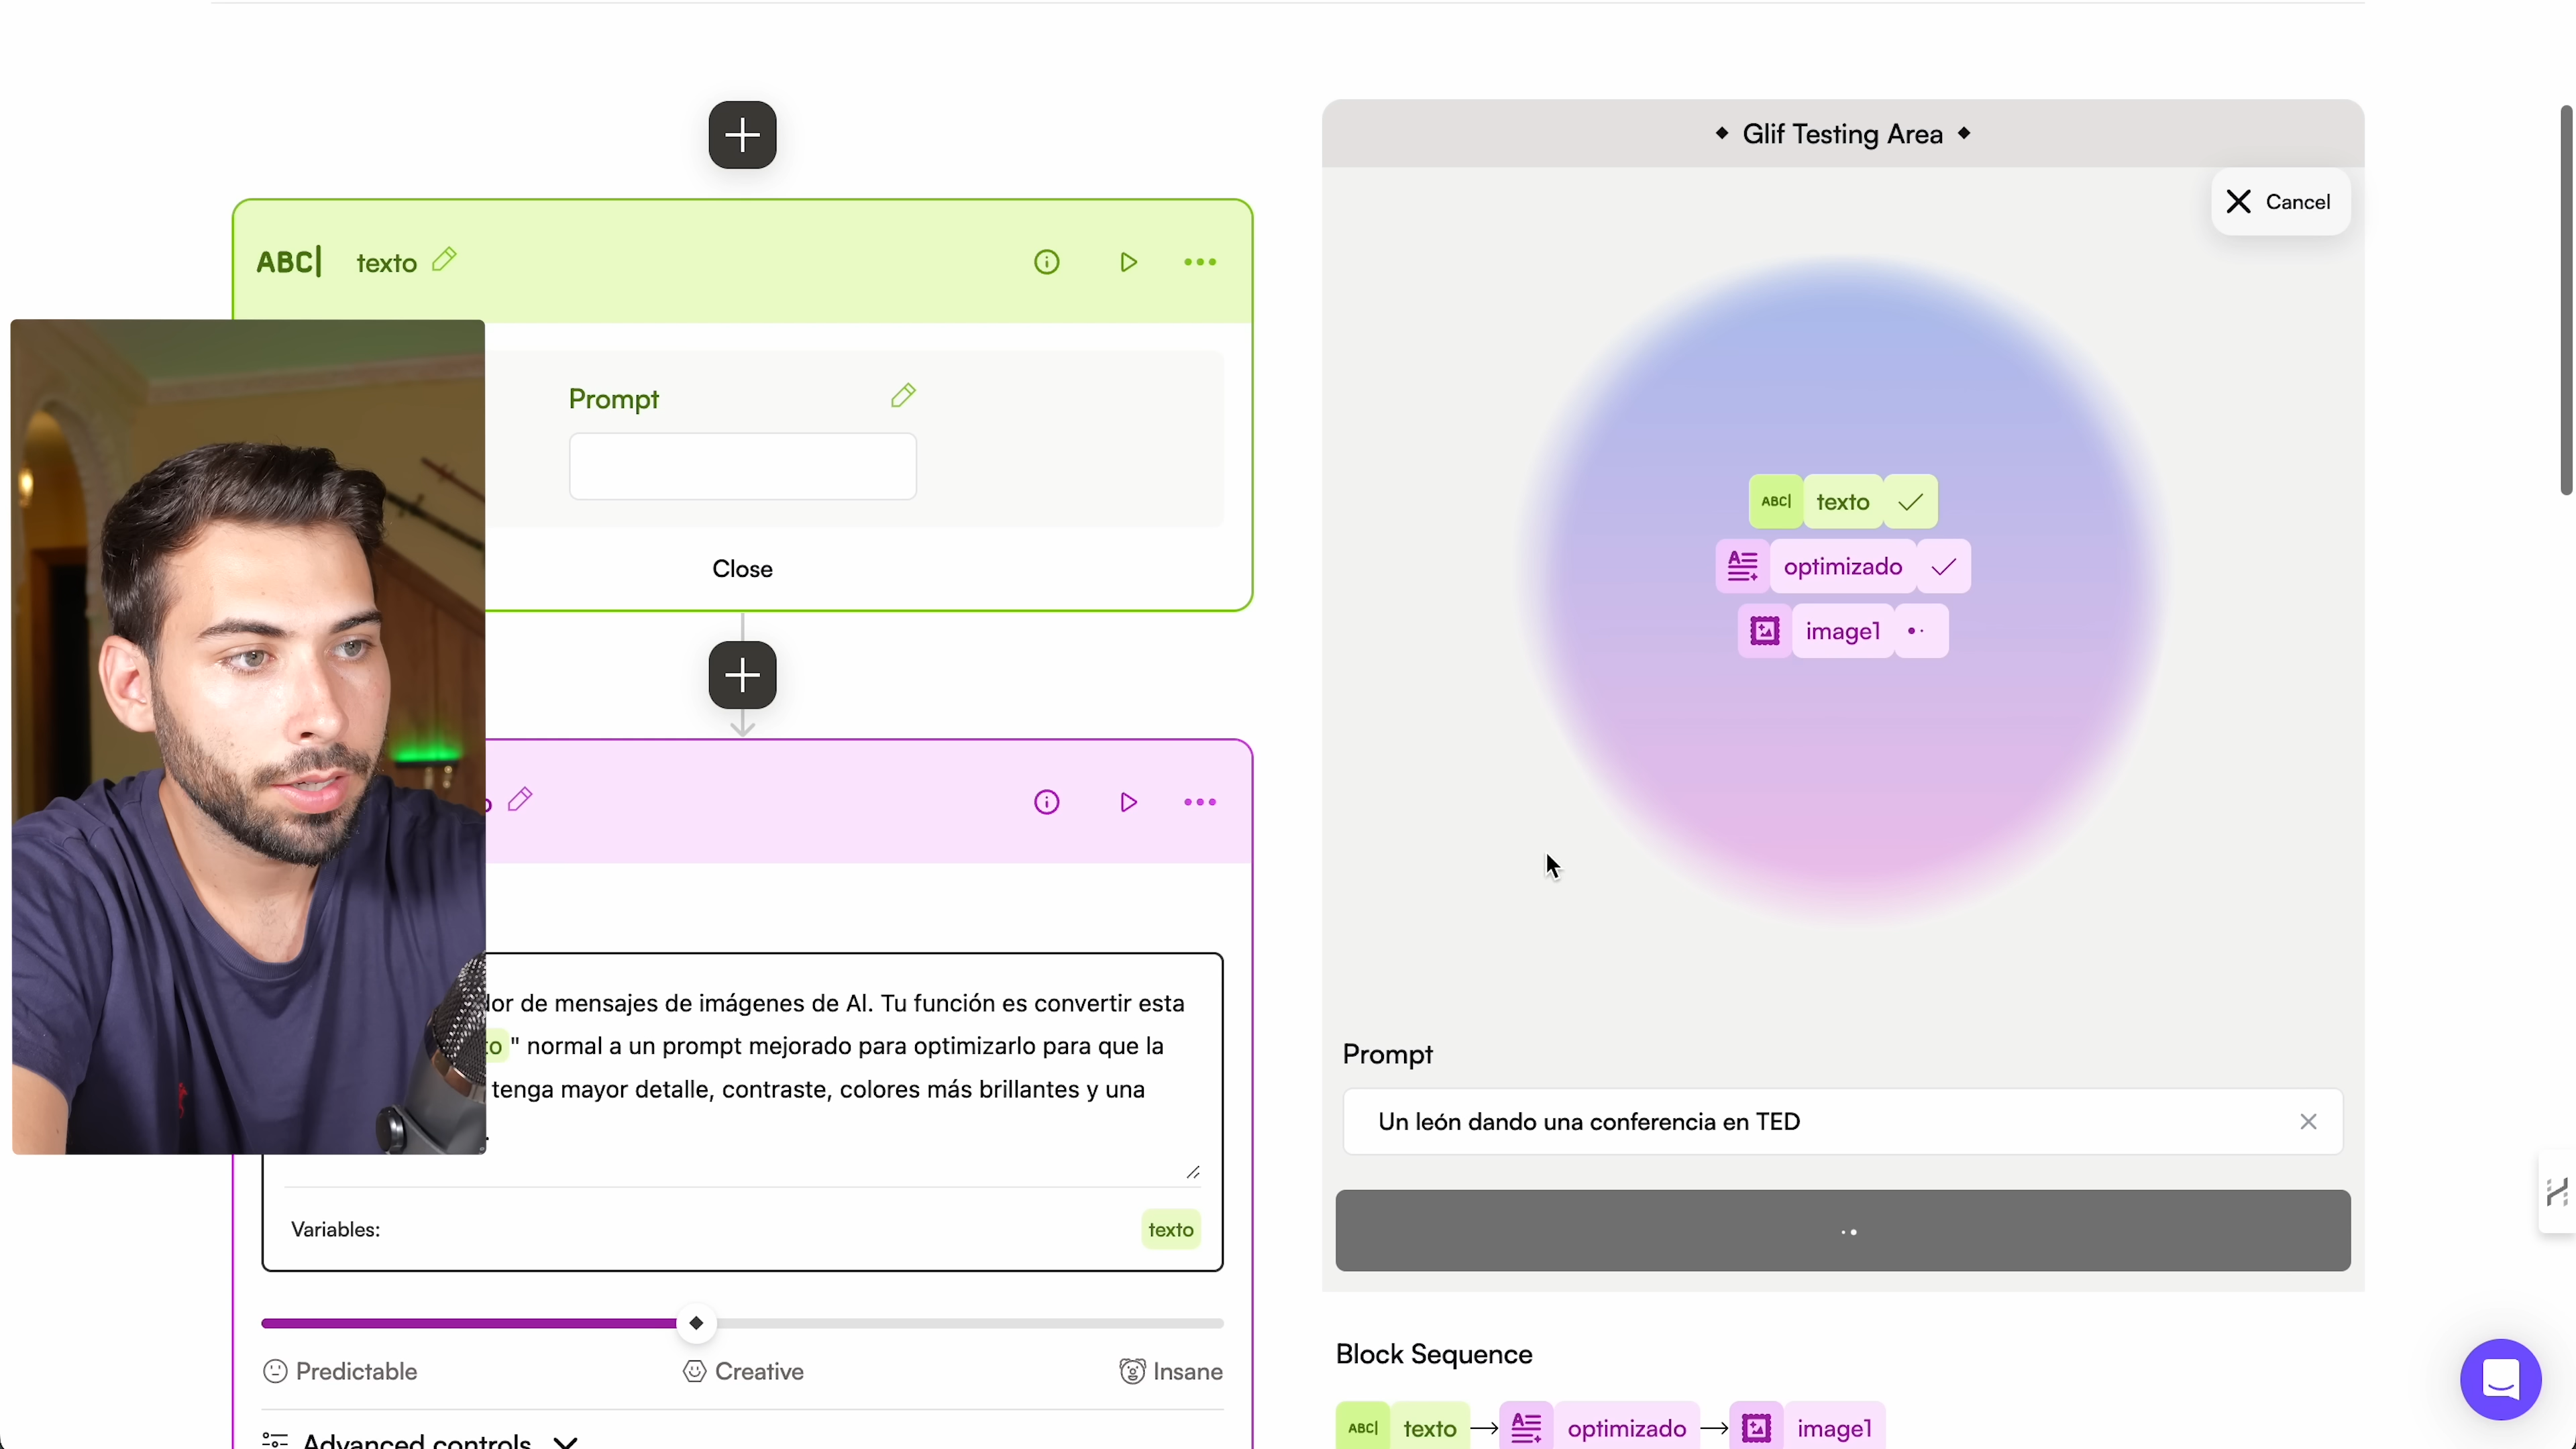 Glif Testing Area
Cancel
ABC| texto
Prompt
Close
ABC| texto
optimizado
image1
de mensajes de imágenes de AI. Tu función es convertir esta
" normal a un prompt mejorado para optimizarlo para que la
tenga mayor detalle, contraste, colores más brillantes y una
Variables:
texto
Predictable
Creative
Insane
Advanced controls
Prompt
Un león dando una conferencia en TED
Block Sequence
ABC| texto
optimizado
image1